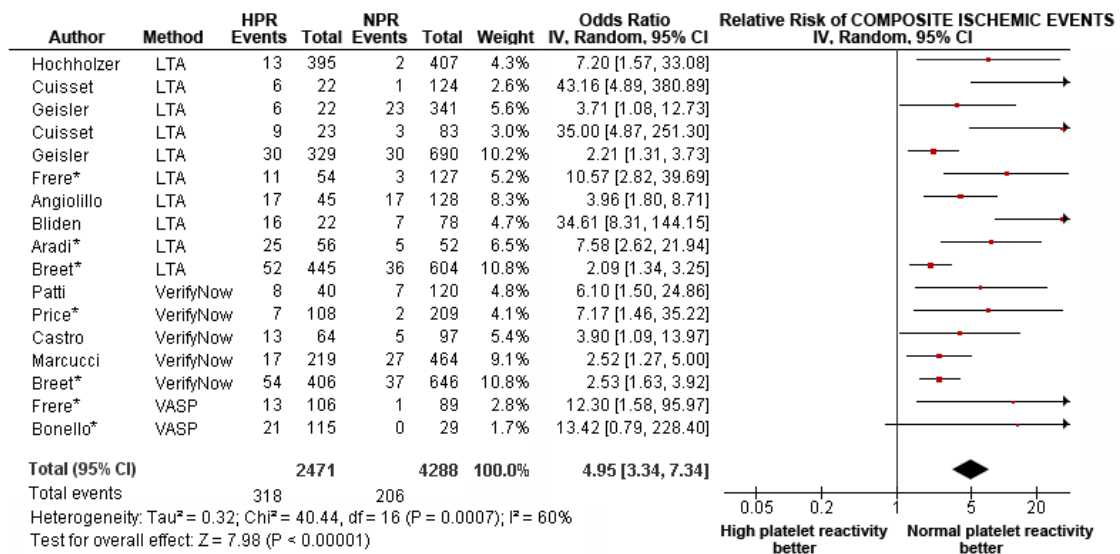 HPR NPR Odds Ratio Relative Risk of COMPOSITE ISCHEMIC EVENTS
Author Method Events Total Events Total Weight IV, Random, 95% CI IV, Random, 95% CI
Hochholzer LTA 13 395 2 407 4.3% 7.20 [1.57, 33.08]
Cuisset LTA 6 22 1 124 2.6% 43.16 [4.89, 380.89]
Geisler LTA 6 22 23 341 5.6% 3.71 [1.08, 12.73]
Cuisset LTA 9 23 3 83 3.0% 35.00 [4.87, 251.30]
Geisler LTA 30 329 30 690 10.2% 2.21 [1.31, 3.73]
Frere* LTA 11 54 3 127 5.2% 10.57 [2.82, 39.69]
Angiolillo LTA 17 45 17 128 8.3% 3.96 [1.80, 8.71]
Bliden LTA 16 22 7 78 4.7% 34.61 [8.31, 144.15]
Aradi* LTA 25 56 5 52 6.5% 7.58 [2.62, 21.94]
Breet* LTA 52 445 36 604 10.8% 2.09 [1.34, 3.25]
Patti VerifyNow 8 40 7 120 4.8% 6.10 [1.50, 24.86]
Price* VerifyNow 7 108 2 209 4.1% 7.17 [1.46, 35.22]
Castro VerifyNow 13 64 5 97 5.4% 3.90 [1.09, 13.97]
Marcucci VerifyNow 17 219 27 464 9.1% 2.52 [1.27, 5.00]
Breet* VerifyNow 54 406 37 646 10.8% 2.53 [1.63, 3.92]
Frere* VASP 13 106 1 89 2.8% 12.30 [1.58, 95.97]
Bonello* VASP 21 115 0 29 1.7% 13.42 [0.79, 228.40]
Total (95% CI) 2471 4288 100.0% 4.95 [3.34, 7.34]
Total events 318 206
Heterogeneity: Tau² = 0.32; Chi² = 40.44, df = 16 (P = 0.0007); I² = 60%
Test for overall effect: Z = 7.98 (P < 0.00001)
0.05 0.2 1 5 20
High platelet reactivity better
Normal platelet reactivity better